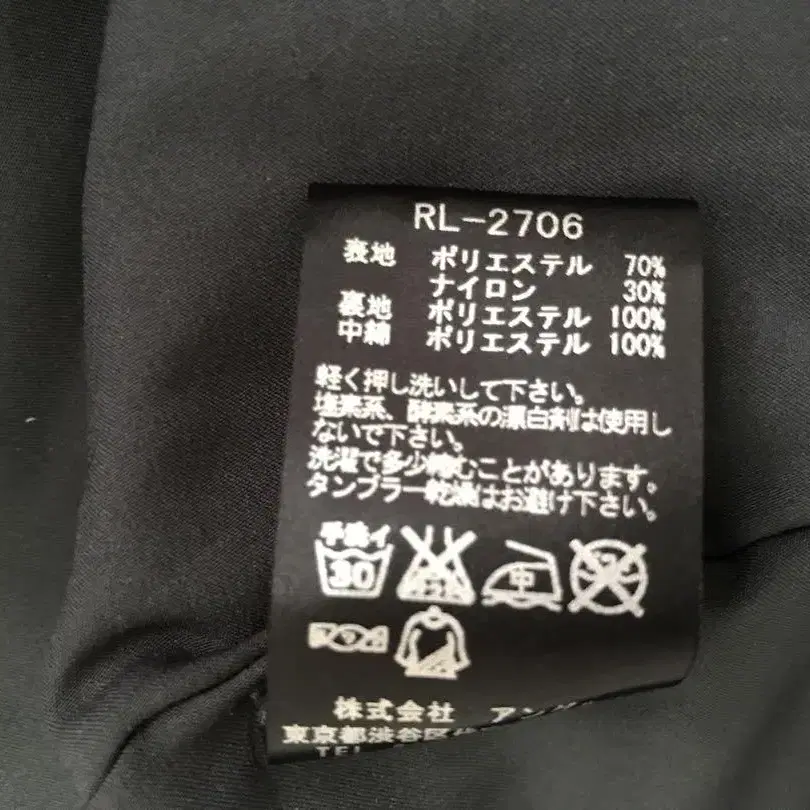 RL-2706
表地 ポリエステル 70%
ナイロン 30%
裏地 ポリエステル 100%
中綿 ポリエステル 100%
軽く押し洗いして下さい。
塩素系、酵素系の漂白剤は使用し
ないで下さい。
洗濯で多少縮むことがあります。
タンブラー乾燥はお避け下さい。
手洗イ
30 中
株式会社 アン
東京都渋谷区代
TEL